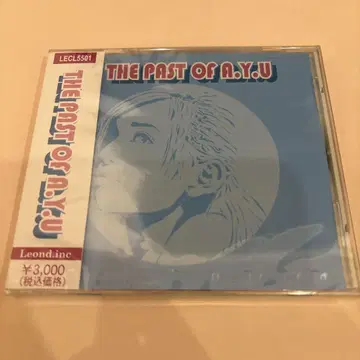 LECL5501
THE PAST OF A.Y.U
THE PAST OF A.Y.U
Leond.inc
¥3,000
(税込価格)